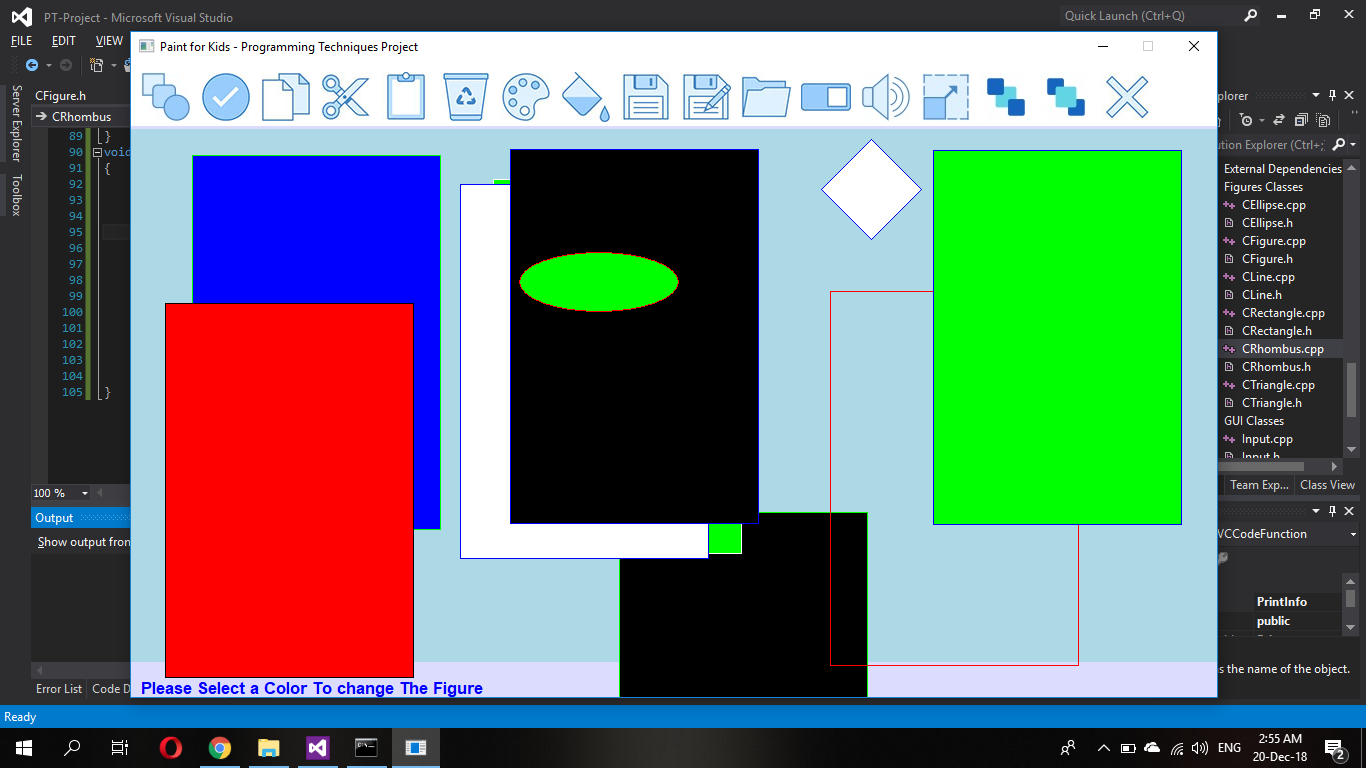 PT-Project - Microsoft Visual Studio
Quick Launch (Ctrl+Q)
FILE EDIT VIEW
Paint for Kids - Programming Techniques Project
Server Explorer
Toolbox
CFigure.h
CRhombus
89 }
90 void
91 {
92
93
94
95
96
97
98
99
100
101
102
103
104
105 }
100 %
Output
Show output from
Error List Code D
Please Select a Color To change The Figure
plorer
ution Explorer (Ctrl+;
External Dependencies
Figures Classes
CEllipse.cpp
CEllipse.h
CFigure.cpp
CFigure.h
CLine.cpp
CLine.h
CRectangle.cpp
CRectangle.h
CRhombus.cpp
CRhombus.h
CTriangle.cpp
CTriangle.h
GUI Classes
Input.cpp
Input.h
Team Exp... Class View
VCCodeFunction
PrintInfo
public
s the name of the object.
Ready
ENG
2:55 AM
20-Dec-18
2